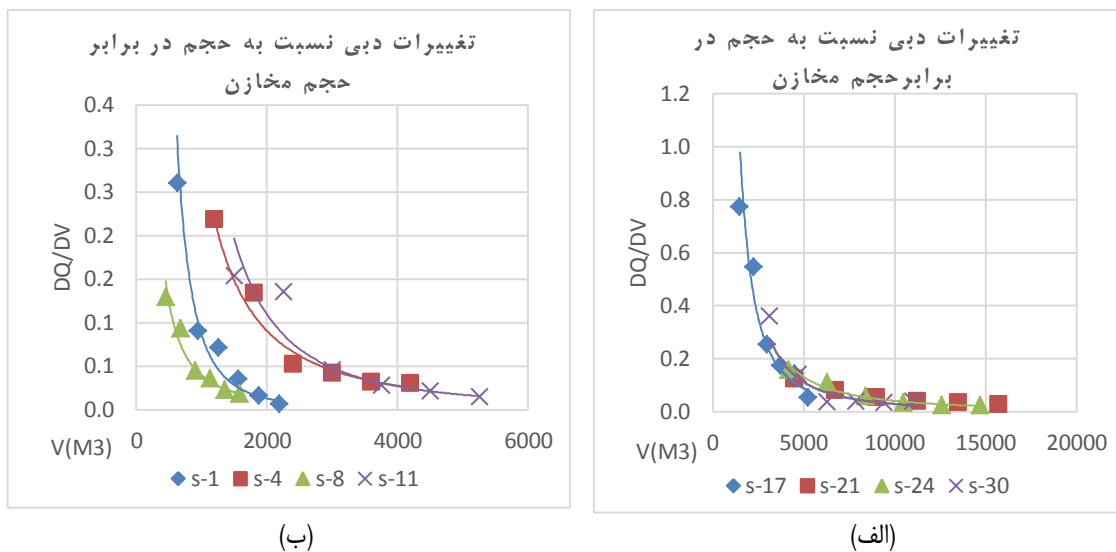 تغییرات دبی نسبت به حجم در برابر
حجم مخازن
0.4
0.3
0.3
0.2
0.2
0.1
0.1
0.0
DQ/DV
0 2000 4000 6000
V(M3)
s-1 s-4 s-8 s-11
(ب)
تغییرات دبی نسبت به حجم در
برابرحجم مخازن
1.2
1.0
0.8
0.6
0.4
0.2
0.0
DQ/DV
0 5000 10000 15000 20000
V(M3)
s-17 s-21 s-24 s-30
(الف)